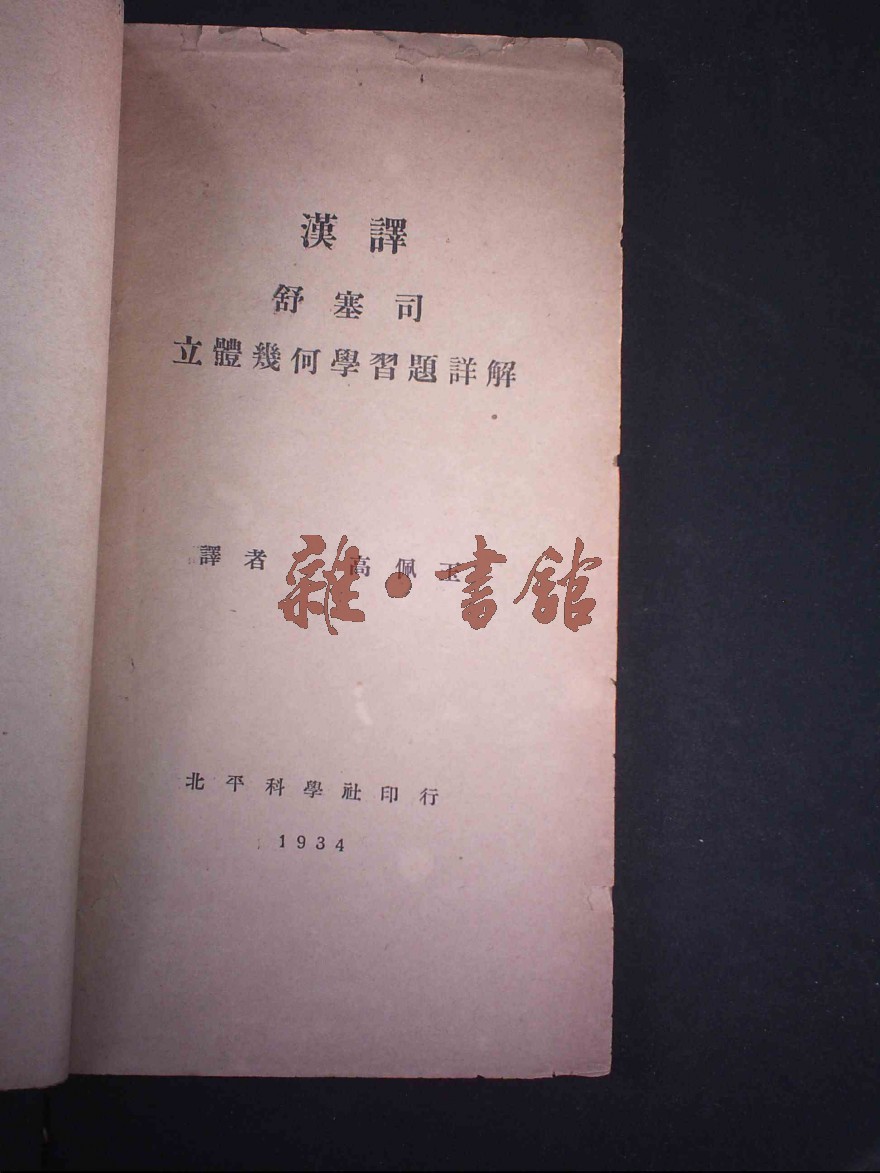 漢譯
舒塞司
立體幾何學習題詳解
譯者 高佩玉
雜·書館
北平科學社印行
1934